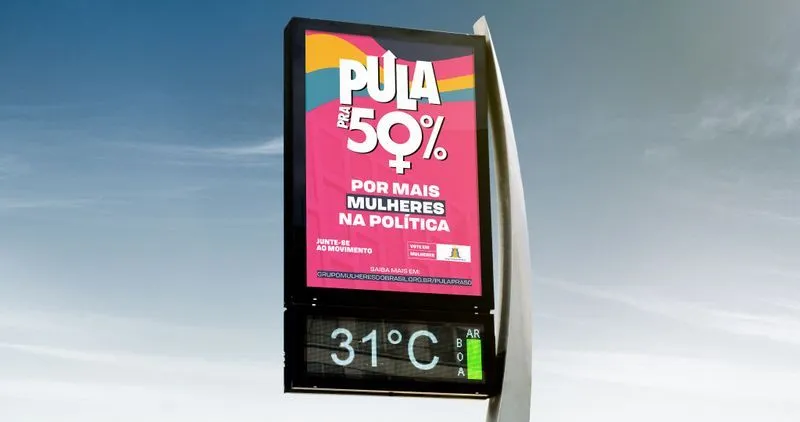 PULA
PRA
50%
POR MAIS
MULHERES
NA POLÍTICA
JUNTE-SE
AO MOVIMENTO
VOTE EM
MULHERES
SAIBA MAIS EM:
GRUPOMULHERESDOBRASIL.ORG.BR/PULAPRA50
31°C
AR
BOA